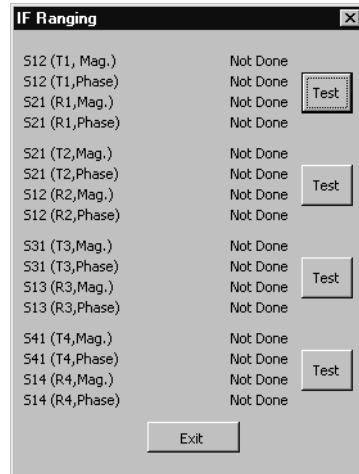 IF Ranging
S12 (T1, Mag.) Not Done
S12 (T1,Phase) Not Done
S21 (R1,Mag.) Not Done
S21 (R1,Phase) Not Done
Test
S21 (T2,Mag.) Not Done
S21 (T2,Phase) Not Done
S12 (R2,Mag.) Not Done
S12 (R2,Phase) Not Done
Test
S31 (T3,Mag.) Not Done
S31 (T3,Phase) Not Done
S13 (R3,Mag.) Not Done
S13 (R3,Phase) Not Done
Test
S41 (T4,Mag.) Not Done
S41 (T4,Phase) Not Done
S14 (R4,Mag.) Not Done
S14 (R4,Phase) Not Done
Test
Exit